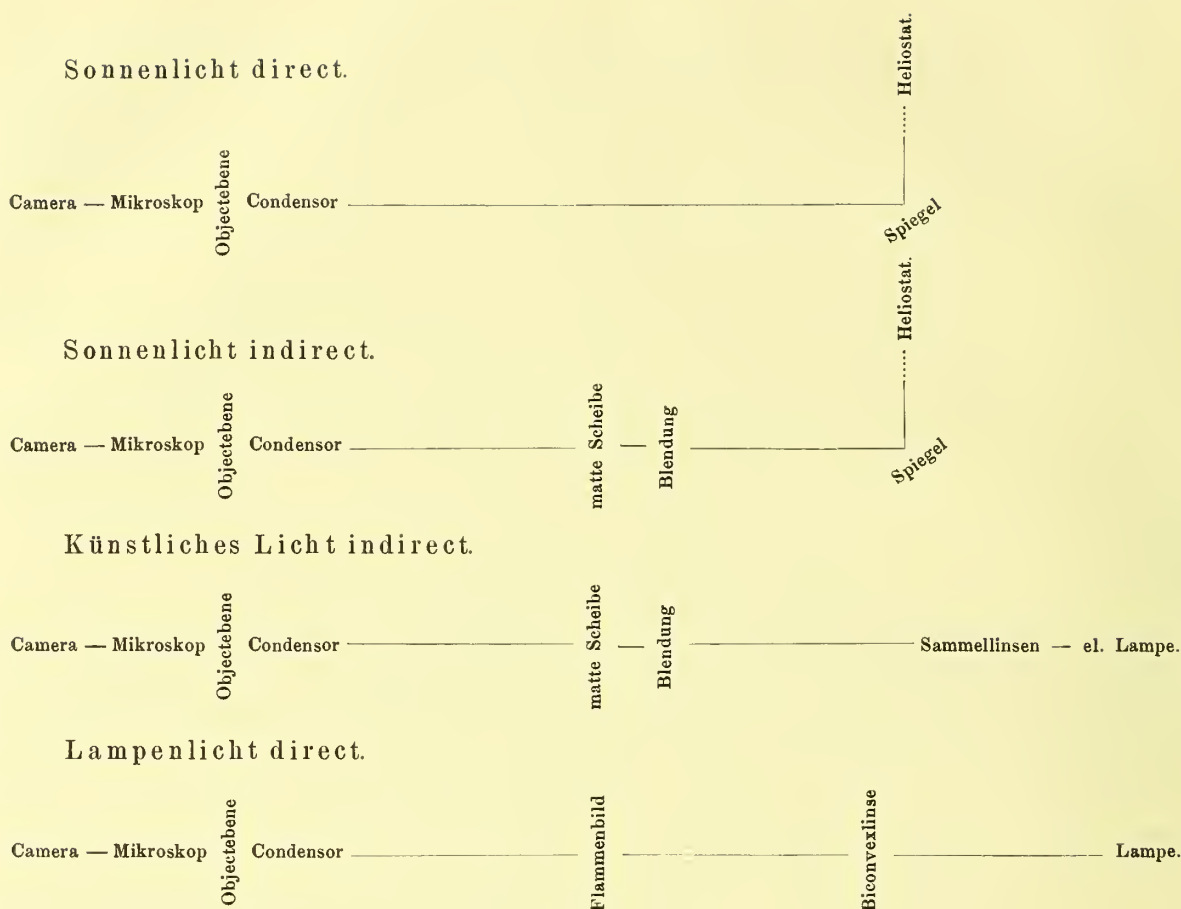 Sonnenlicht direct.
Heliostat.
Camera — Mikroskop Objectebene Condensor
Spiegel
Sonnenlicht indirect.
Heliostat.
Camera — Mikroskop Objectebene Condensor matte Scheibe — Blendung
Spiegel
Künstliches Licht indirect.
Camera — Mikroskop Objectebene Condensor matte Scheibe — Blendung Sammellinsen — el. Lampe.
Lampenlicht direct.
Camera — Mikroskop Objectebene Condensor Flammenbild Biconvexlinse Lampe.